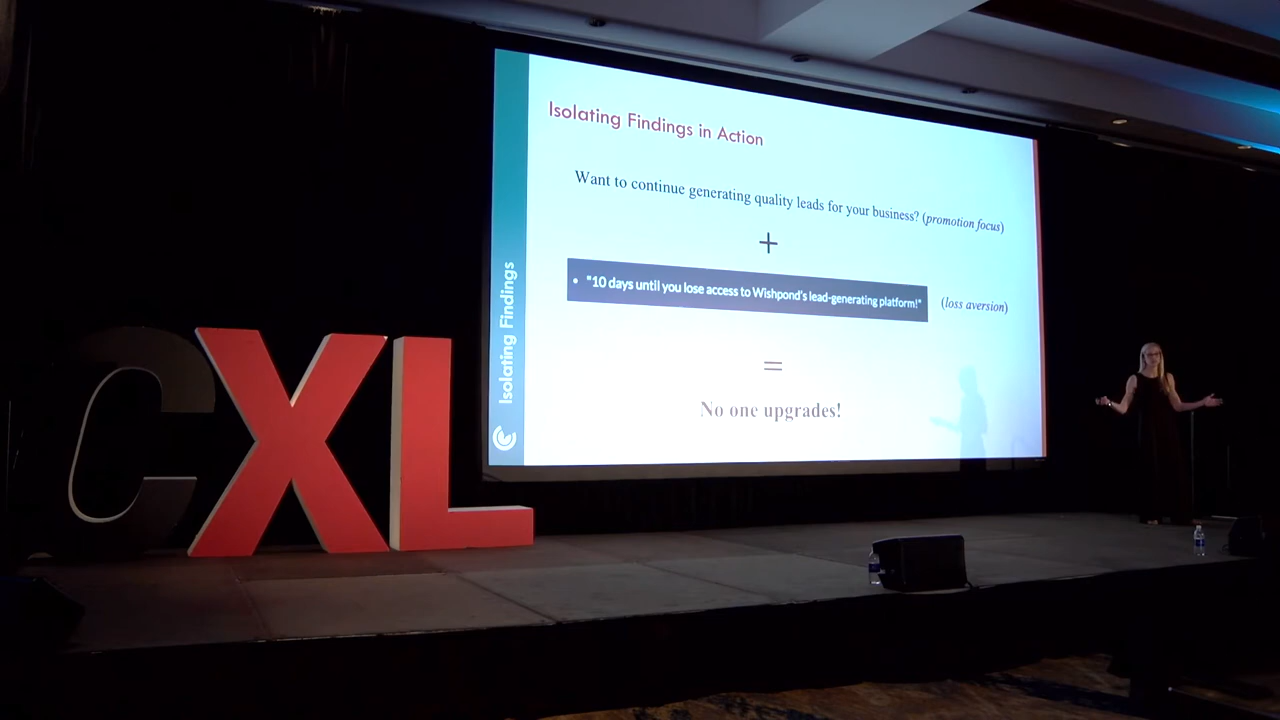 CXL
Isolating Findings
Isolating Findings in Action
Want to continue generating quality leads for your business? (promotion focus)
+
• "10 days until you lose access to Wishpond's lead-generating platform!"
(loss aversion)
=
No one upgrades!